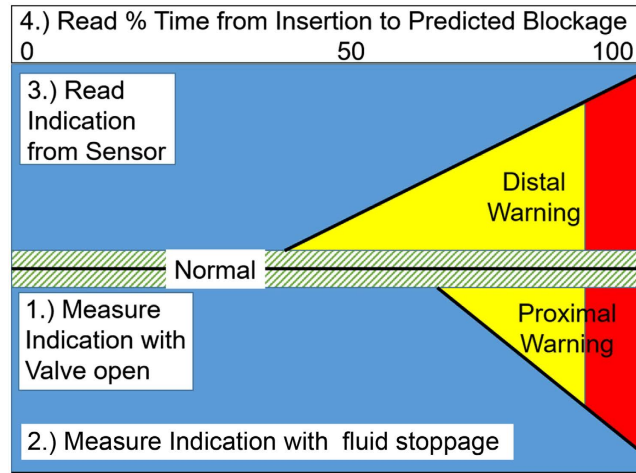 4.) Read % Time from Insertion to Predicted Blockage
0 50 100
3.) Read
Indication
from Sensor
Distal
Warning
Normal
1.) Measure
Indication with
Valve open
Proximal
Warning
2.) Measure Indication with fluid stoppage